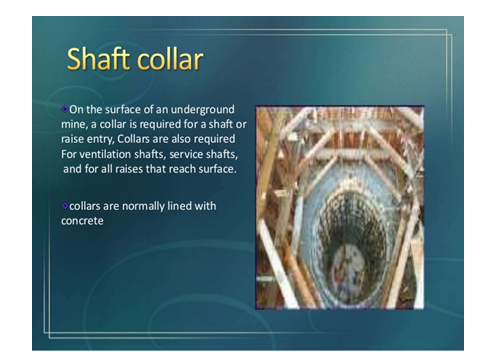 Shaft collar
On the surface of an underground
mine, a collar is required for a shaft or
raise entry, Collars are also required
For ventilation shafts, service shafts,
and for all raises that reach surface.
collars are normally lined with
concrete